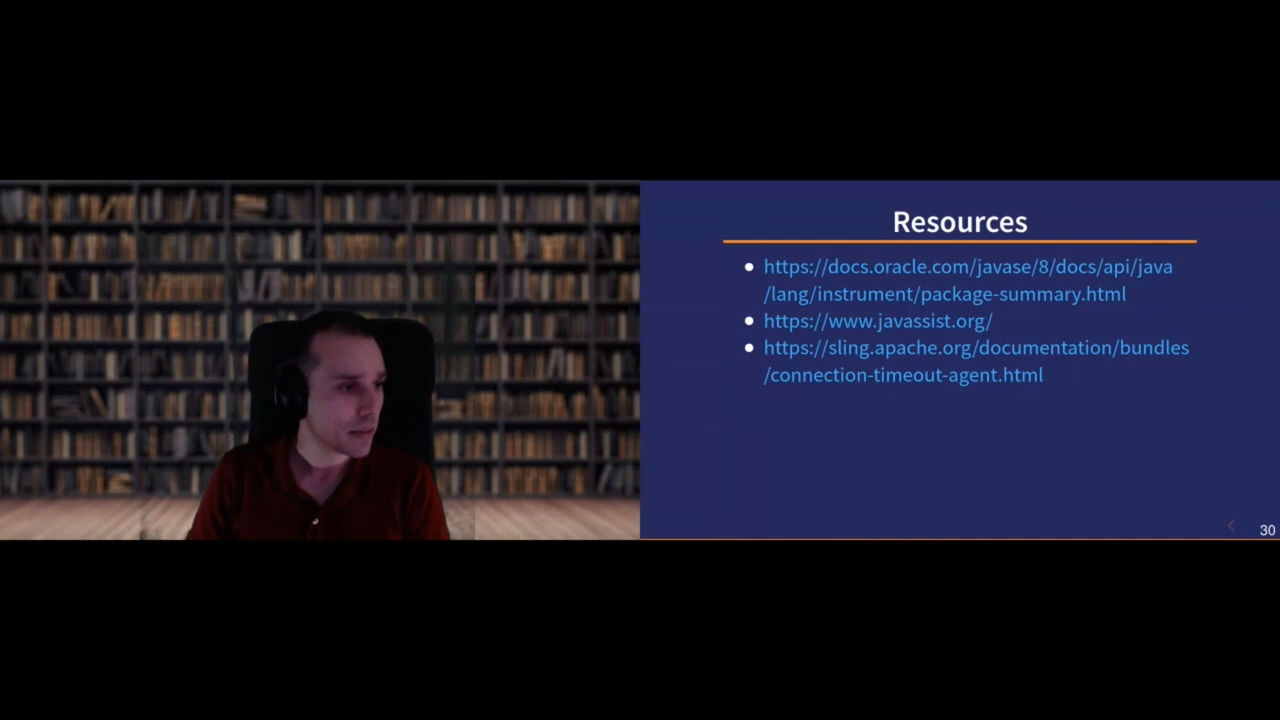 Resources
https://docs.oracle.com/javase/8/docs/api/java
/lang/instrument/package-summary.html
https://www.javassist.org/
https://sling.apache.org/documentation/bundles
/connection-timeout-agent.html
30